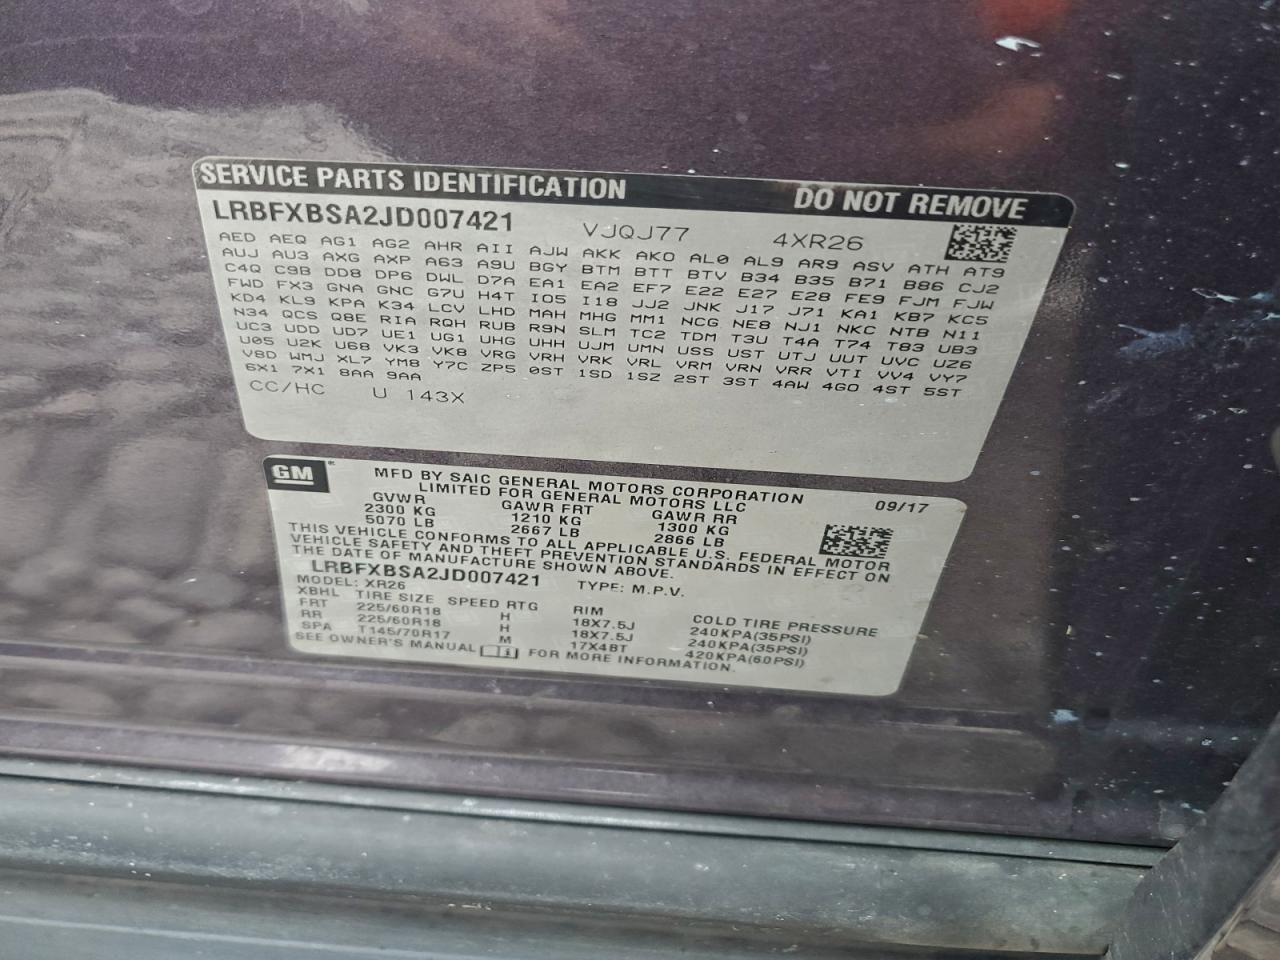 SERVICE PARTS IDENTIFICATION DO NOT REMOVE
LRBFXBSA2JD007421 VJQJ77 4XR26
AED AEQ AG1 AG2 AHR AII AJW AKK AKO AL0 AL9 AR9 ASV ATH AT9
AUJ AU3 AXG AXP A63 A9U BGY BTM BTT BTV B34 B35 B71 B86 CJ2
C4Q C9B DD8 DP6 DWL D7A EA1 EA2 EF7 E22 E27 E28 FE9 FJM FJW
FWD FX3 GNA GNC G7U H4T IO5 I18 JJ2 JNK J17 J71 KA1 KB7 KC5
KD4 KL9 KPA K34 LCV LHD MAH MHG MM1 NCG NE8 NJ1 NKC NTB N11
N34 QCS Q8E RIA RQH RUB R9N SLM TC2 TDM T3U T4A T74 T83 UB3
UC3 UDD UD7 UE1 UG1 UHG UHH UJM UMN USS UST UTJ UUT UVC UZ6
U05 U2K U68 VK3 VK8 VRG VRH VRK VRL VRM VRN VRR VTI VV4 VY7
V8D WMJ XL7 YM8 Y7C ZP5 0ST 1SD 1SZ 2ST 3ST 4AW 4GO 4ST 5ST
6X1 7X1 8AA 9AA
CC/HC U 143X
GM®
MFD BY SAIC GENERAL MOTORS CORPORATION
LIMITED FOR GENERAL MOTORS LLC 09/17
GVWR GAWR FRT GAWR RR
2300 KG 1210 KG 1300 KG
5070 LB 2667 LB 2866 LB
THIS VEHICLE CONFORMS TO ALL APPLICABLE U.S. FEDERAL MOTOR
VEHICLE SAFETY AND THEFT PREVENTION STANDARDS IN EFFECT ON
THE DATE OF MANUFACTURE SHOWN ABOVE.
LRBFXBSA2JD007421 TYPE: M.P.V.
MODEL: XR26
XBHL TIRE SIZE SPEED RTG RIM COLD TIRE PRESSURE
FRT 225/60R18 H 18X7.5J 240KPA(35PSI)
RR 225/60R18 H 18X7.5J 240KPA(35PSI)
SPA T145/70R17 M 17X4BT 420KPA(60PSI)
SEE OWNER'S MANUAL FOR MORE INFORMATION.